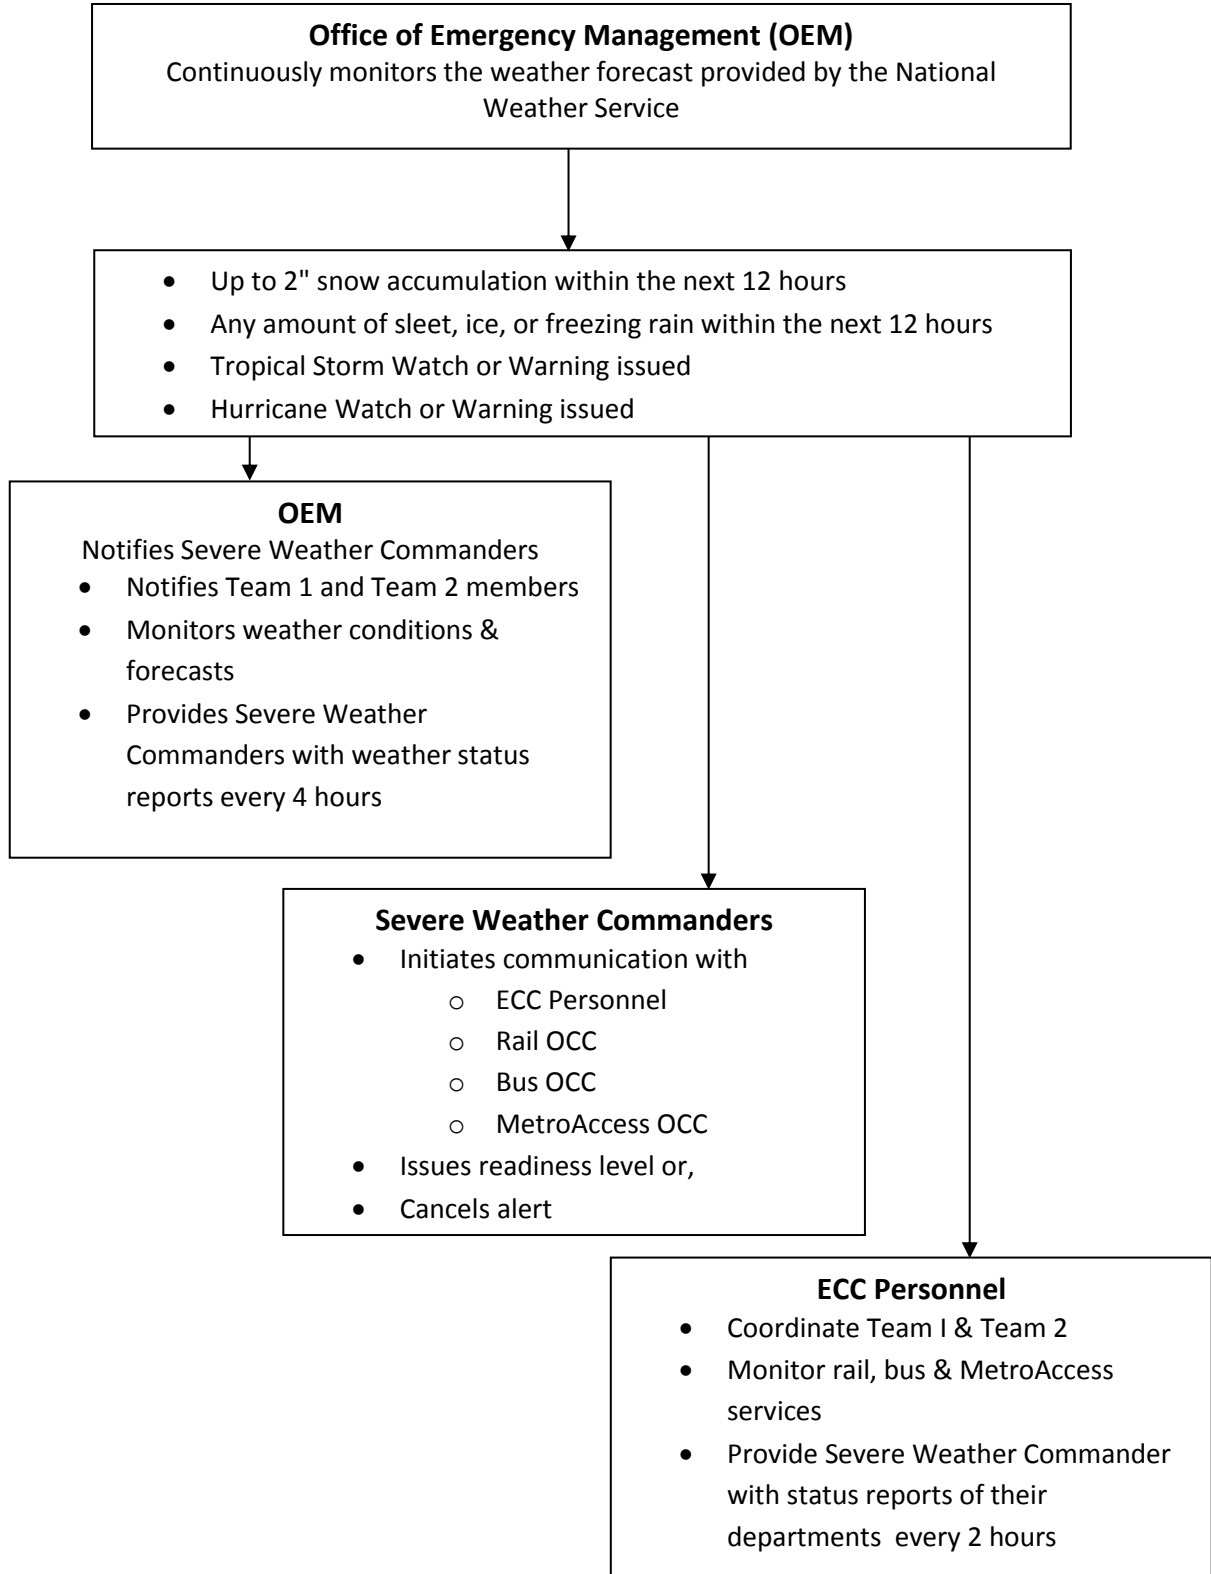 Office of Emergency Management (OEM)
Continuously monitors the weather forecast provided by the National
Weather Service
• Up to 2" snow accumulation within the next 12 hours
• Any amount of sleet, ice, or freezing rain within the next 12 hours
• Tropical Storm Watch or Warning issued
• Hurricane Watch or Warning issued
OEM
Notifies Severe Weather Commanders
• Notifies Team 1 and Team 2 members
• Monitors weather conditions &
forecasts
• Provides Severe Weather
Commanders with weather status
reports every 4 hours
Severe Weather Commanders
• Initiates communication with
o ECC Personnel
o Rail OCC
o Bus OCC
o MetroAccess OCC
• Issues readiness level or,
• Cancels alert
ECC Personnel
• Coordinate Team I & Team 2
• Monitor rail, bus & MetroAccess
services
• Provide Severe Weather Commander
with status reports of their
departments  every 2 hours